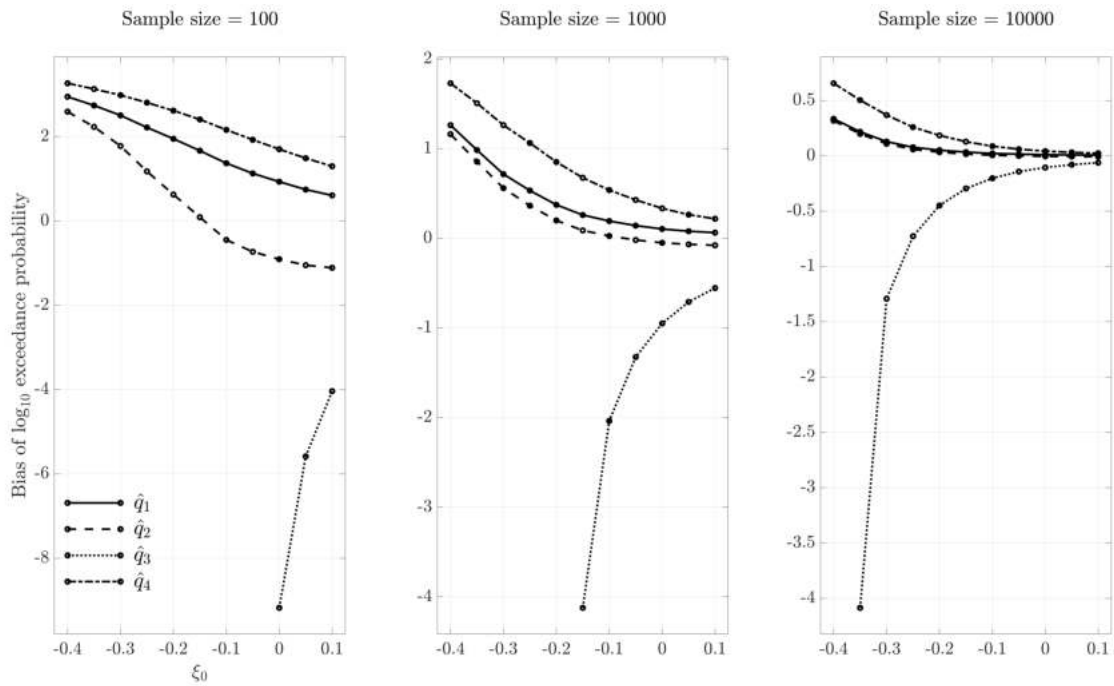 Sample size = 100
Sample size = 1000
Sample size = 10000
Bias of log₁₀ exceedance probability
2
0
-2
-4
-6
-8
q̂₁
q̂₂
q̂₃
q̂₄
-0.4 -0.3 -0.2 -0.1 0 0.1
ξ₀
2
1
0
-1
-2
-3
-4
-0.4 -0.3 -0.2 -0.1 0 0.1
0.5
0
-0.5
-1
-1.5
-2
-2.5
-3
-3.5
-4
-0.4 -0.3 -0.2 -0.1 0 0.1